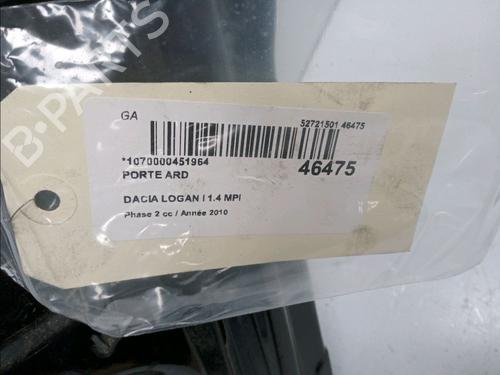 B-PARTS
GA
52721501 46475
*1070000451964
46475
PORTE ARD
DACIA LOGAN I 1.4 MPI
Phase 2 cc / Année 2010